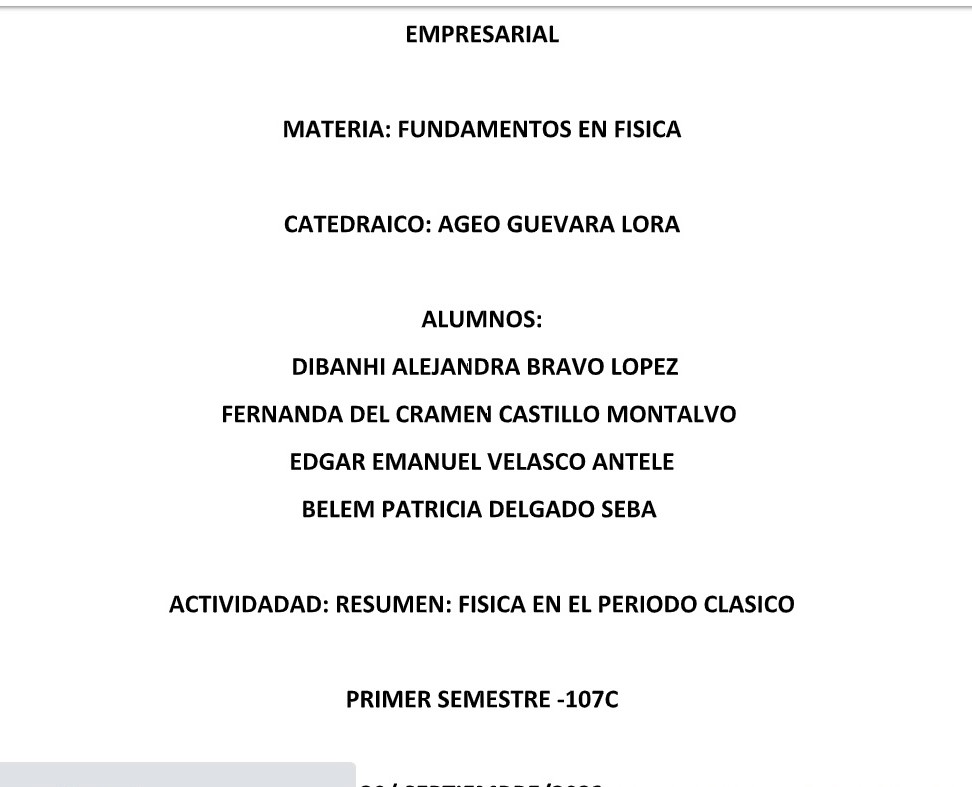 EMPRESARIAL
MATERIA: FUNDAMENTOS EN FISICA
CATEDRAICO: AGEO GUEVARA LORA
ALUMNOS:
DIBANHI ALEJANDRA BRAVO LOPEZ
FERNANDA DEL CRAMEN CASTILLO MONTALVO
EDGAR EMANUEL VELASCO ANTELE
BELEM PATRICIA DELGADO SEBA
ACTIVIDADAD: RESUMEN: FISICA EN EL PERIODO CLASICO
PRIMER SEMESTRE -107C